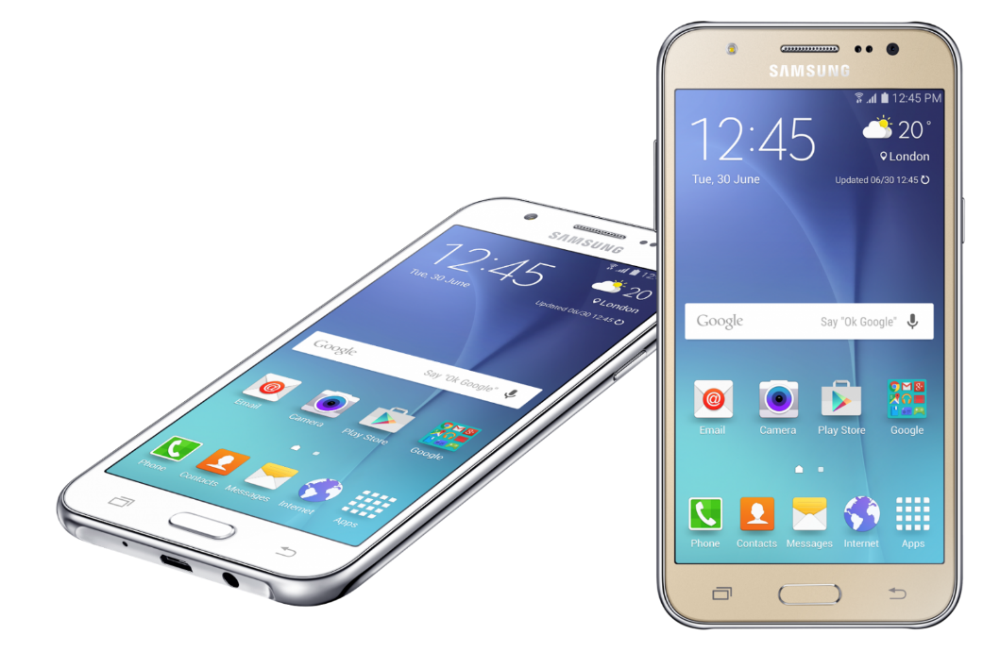 SAMSUNG
12:45
12:45
Tue, 30 June
20
London
Updated 06/30 12:45
Google
Say "Ok Google"
Email
Camera
Play Store
Google
Phone
Contacts
Messages
Internet
Apps
SAMSUNG
12:45 PM
12:45
20°
London
Tue, 30 June
Updated 06/30 12:45
Google
Say "Ok Google"
@
Email
Camera
Play Store
Google
Phone
Contacts
Messages
Internet
Apps